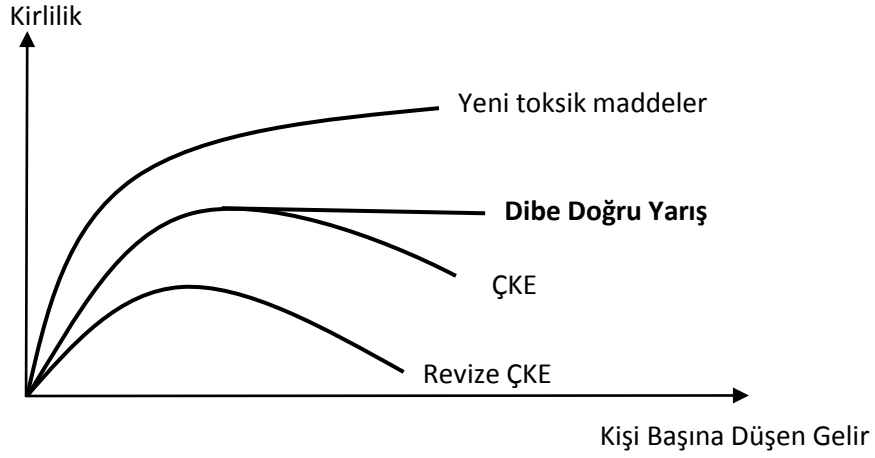 Kirlilik
Yeni toksik maddeler
Dibe Doğru Yarış
ÇKE
Revize ÇKE
Kişi Başına Düşen Gelir